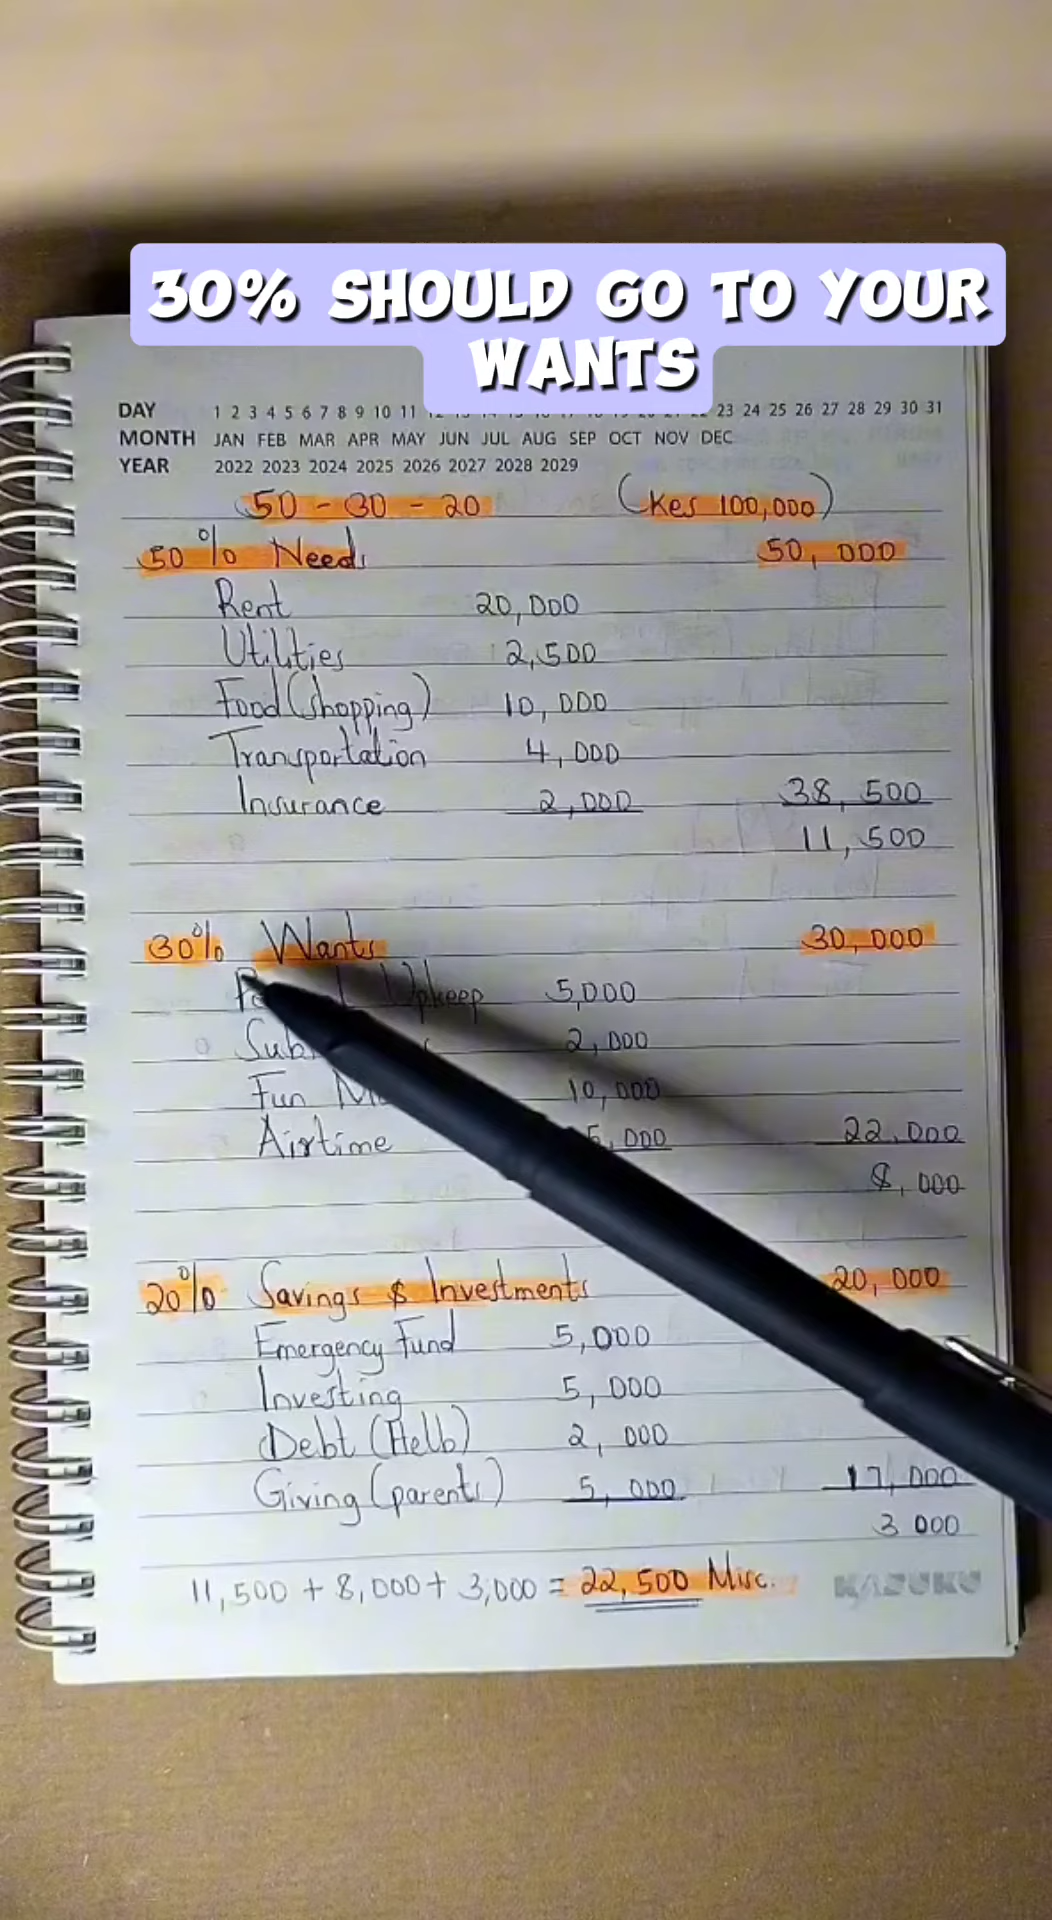 30% SHOULD GO TO YOUR
WANTS
DAY 1 2 3 4 5 6 7 8 9 10 11 23 24 25 26 27 28 29 30 31
MONTH JAN FEB MAR APR MAY JUN JUL AUG SEP OCT NOV DEC
YEAR 2022 2023 2024 2025 2026 2027 2028 2029
50 - 30 - 20 (Kes 100,000)
50% Needs 50,000
Rent 20,000
Utilities 2,500
Food (Shopping) 10,000
Transportation 4,000
Insurance 2,000 38,500
11,500
30% Wants 30,000
Upkeep 5,000
2,000
Fun 10,000
Airtime 5,000 22,000
8,000
20% Savings & Investments 20,000
Emergency Fund 5,000
Investing 5,000
Debt (Helb) 2,000
Giving (parents) 5,000 17,000
3 000
11,500 + 8,000 + 3,000 = 22,500 Misc.
KAZUKU